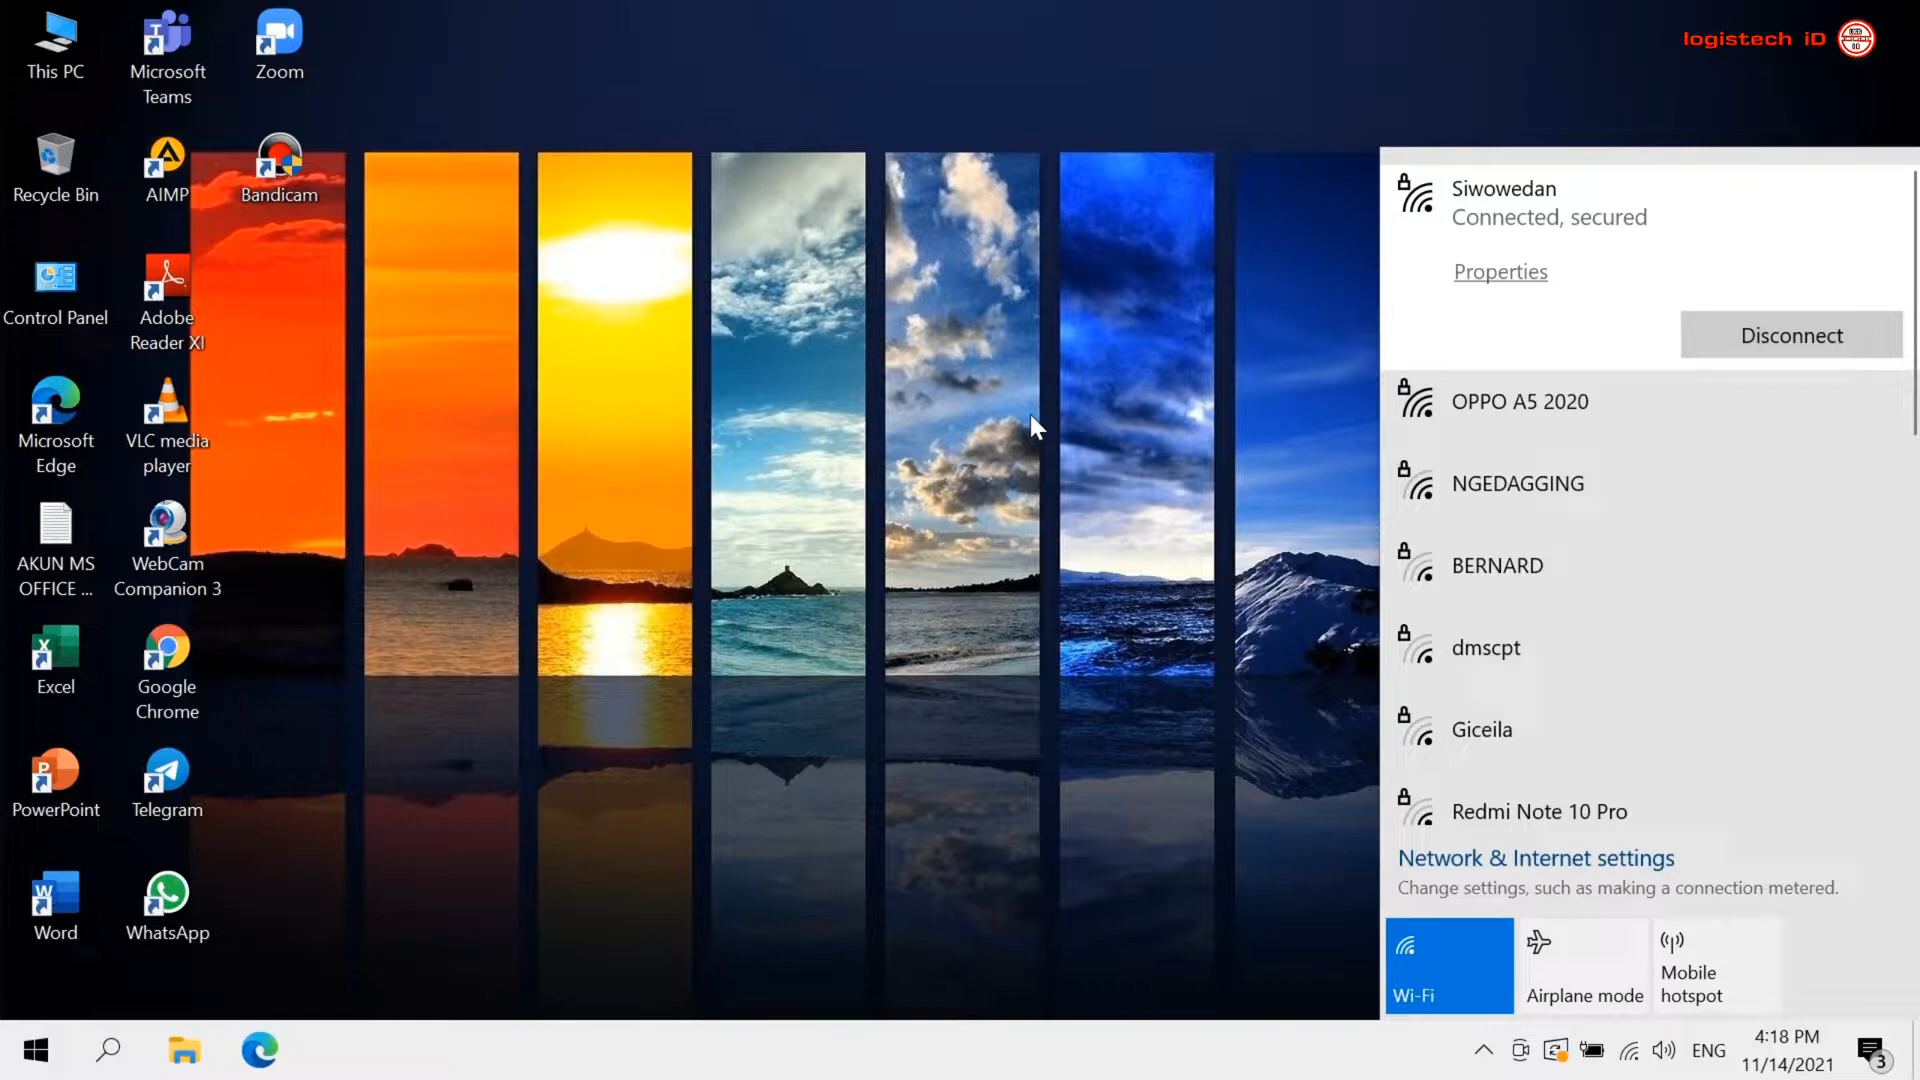 This PC
Microsoft
Teams
Zoom
logistech iD
Recycle Bin
AIMP
Bandicam
Control Panel
Adobe
Reader XI
Microsoft
Edge
VLC media
player
AKUN MS
OFFICE ...
WebCam
Companion 3
Excel
Google
Chrome
PowerPoint
Telegram
Word
WhatsApp
Siwowedan
Connected, secured
Properties
Disconnect
OPPO A5 2020
NGEDAGGING
BERNARD
dmscpt
Giceila
Redmi Note 10 Pro
Network & Internet settings
Change settings, such as making a connection metered.
Wi-Fi
Airplane mode
Mobile
hotspot
ENG
4:18 PM
11/14/2021
3